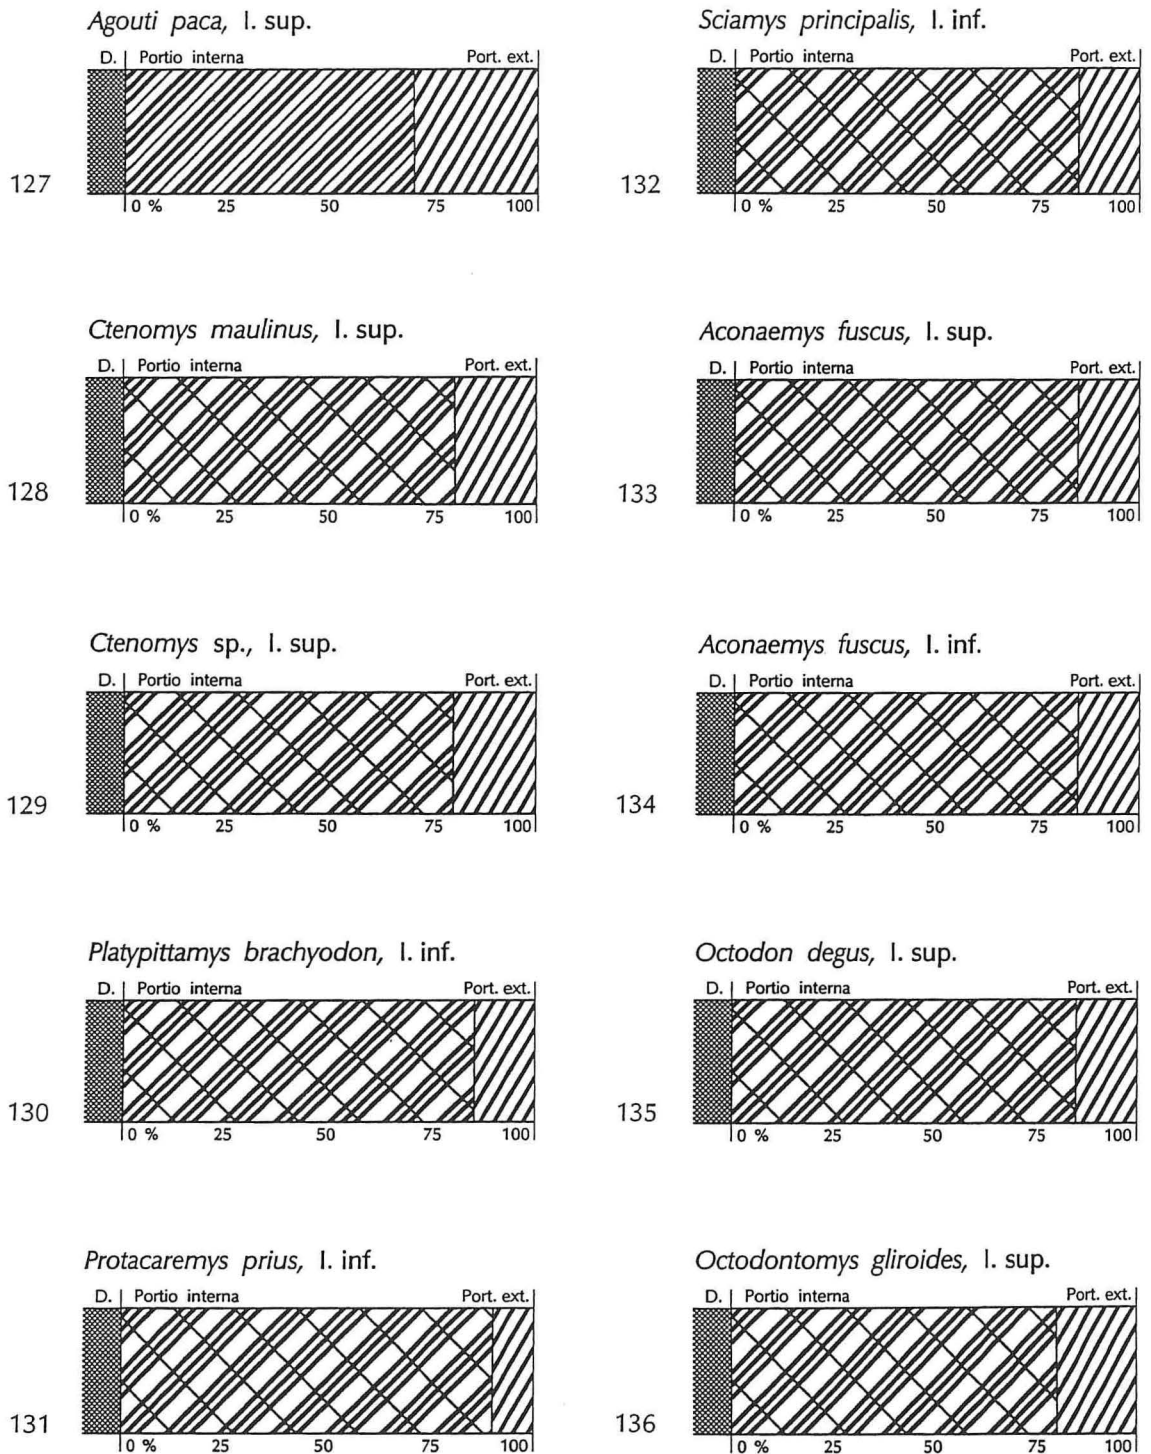 Agouti paca, I. sup.
D. Portio interna Port. ext.
127
0 % 25 50 75 100
Ctenomys maulinus, I. sup.
D. Portio interna Port. ext.
128
0 % 25 50 75 100
Ctenomys sp., I. sup.
D. Portio interna Port. ext.
129
0 % 25 50 75 100
Platypittamys brachyodon, I. inf.
D. Portio interna Port. ext.
130
0 % 25 50 75 100
Protacaremys prius, I. inf.
D. Portio interna Port. ext.
131
0 % 25 50 75 100
Sciamys principalis, I. inf.
D. Portio interna Port. ext.
132
0 % 25 50 75 100
Aconaemys fuscus, I. sup.
D. Portio interna Port. ext.
133
0 % 25 50 75 100
Aconaemys fuscus, I. inf.
D. Portio interna Port. ext.
134
0 % 25 50 75 100
Octodon degus, I. sup.
D. Portio interna Port. ext.
135
0 % 25 50 75 100
Octodontomys gliroides, I. sup.
D. Portio interna Port. ext.
136
0 % 25 50 75 100